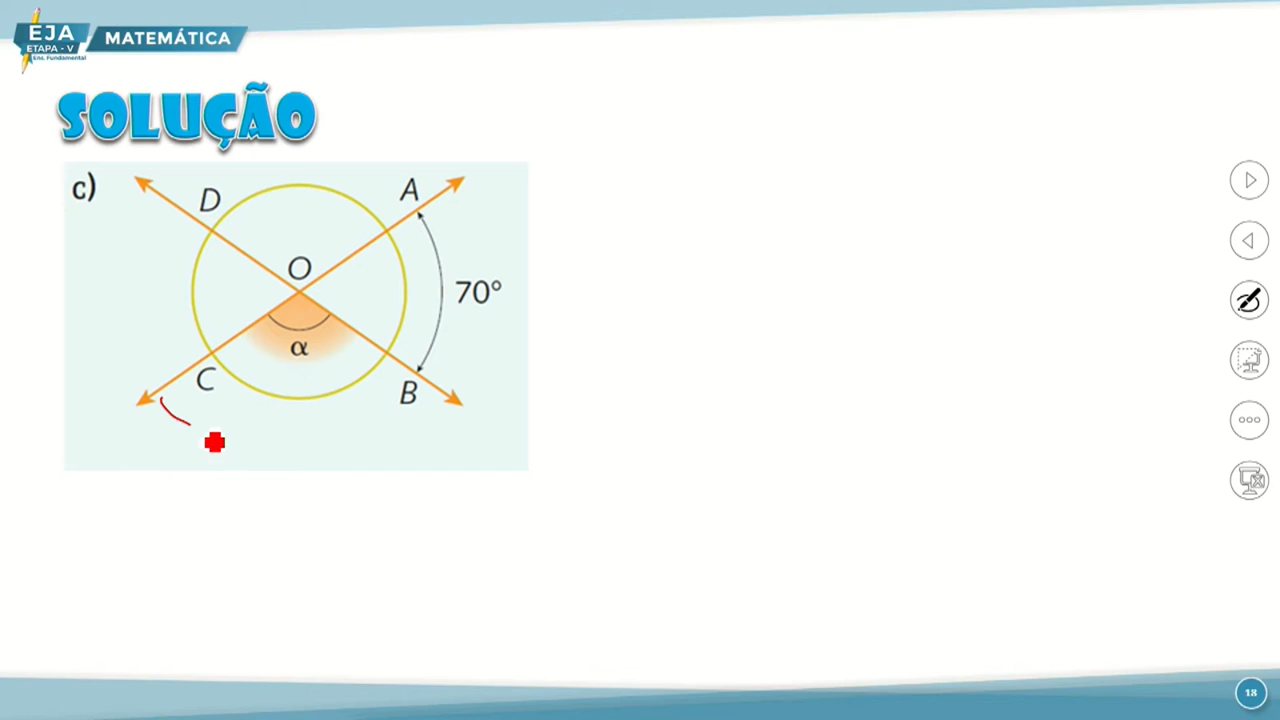 EJA
ETAPA - V
Ens. Fundamental
MATEMÁTICA
SOLUÇÃO
c)
D
A
O
70°
α
C
B
18